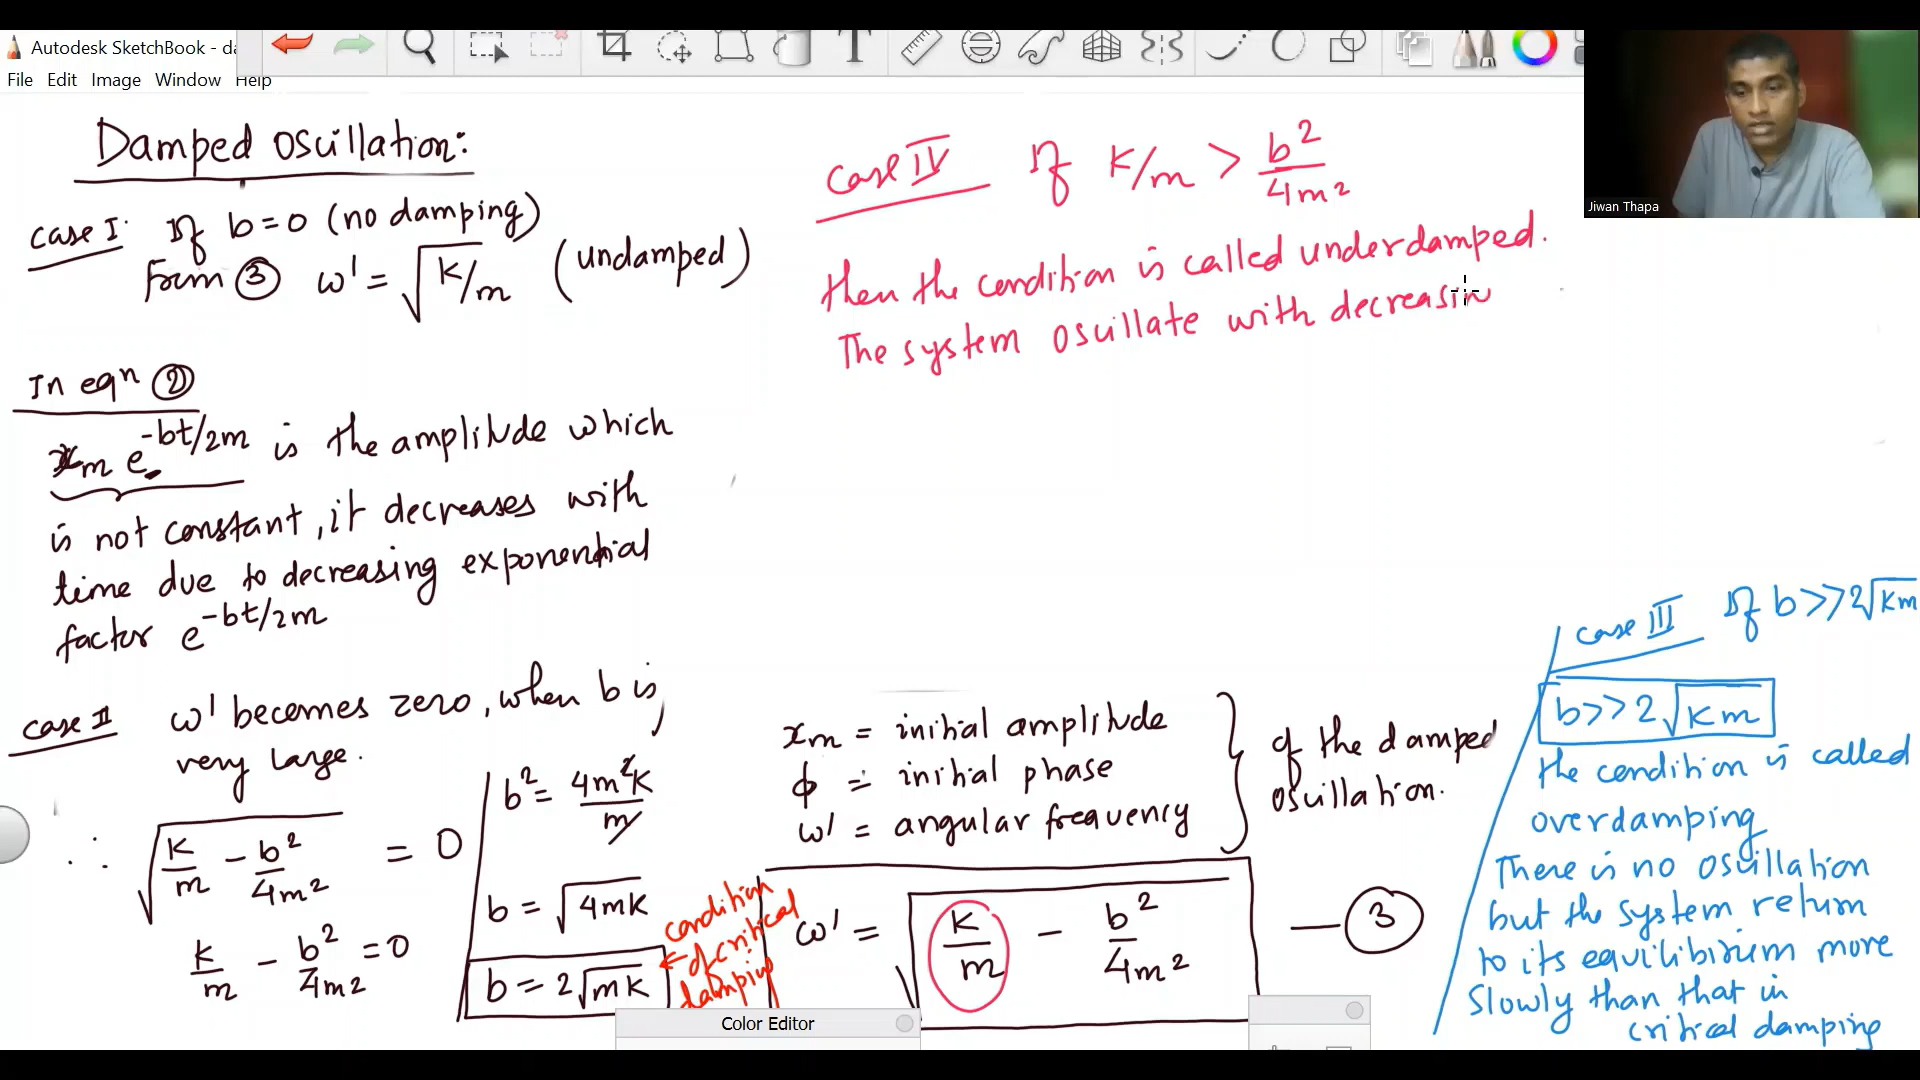 Autodesk SketchBook - da
File Edit Image Window Help
Jiwan Thapa
Damped oscillation:
case I: If b = 0 (no damping)
From ③ ω' = √K/m (undamped)
In eqⁿ ②
xm e^-bt/2m is the amplitude which
is not constant, it decreases with
time due to decreasing exponential
factor e^-bt/2m
case II ω' becomes zero, when b is
very large.
∴ √(K/m - b²/4m²) = 0
K/m - b²/4m² = 0
b² = 4m²K/m
b = √4mK
b = 2√mK
condition
of critical
damping
case IV If K/m > b²/4m²
then the condition is called underdamped.
The system oscillate with decreasin
xm = initial amplitude
ϕ = initial phase
ω' = angular frequency
of the damped
oscillation.
ω' = √(K/m - b²/4m²) — ③
case III If b >> 2√Km
b >> 2√Km
the condition is called
overdamping
There is no oscillation
but the system return
to its equilibirium more
slowly than that in
critical damping
Color Editor